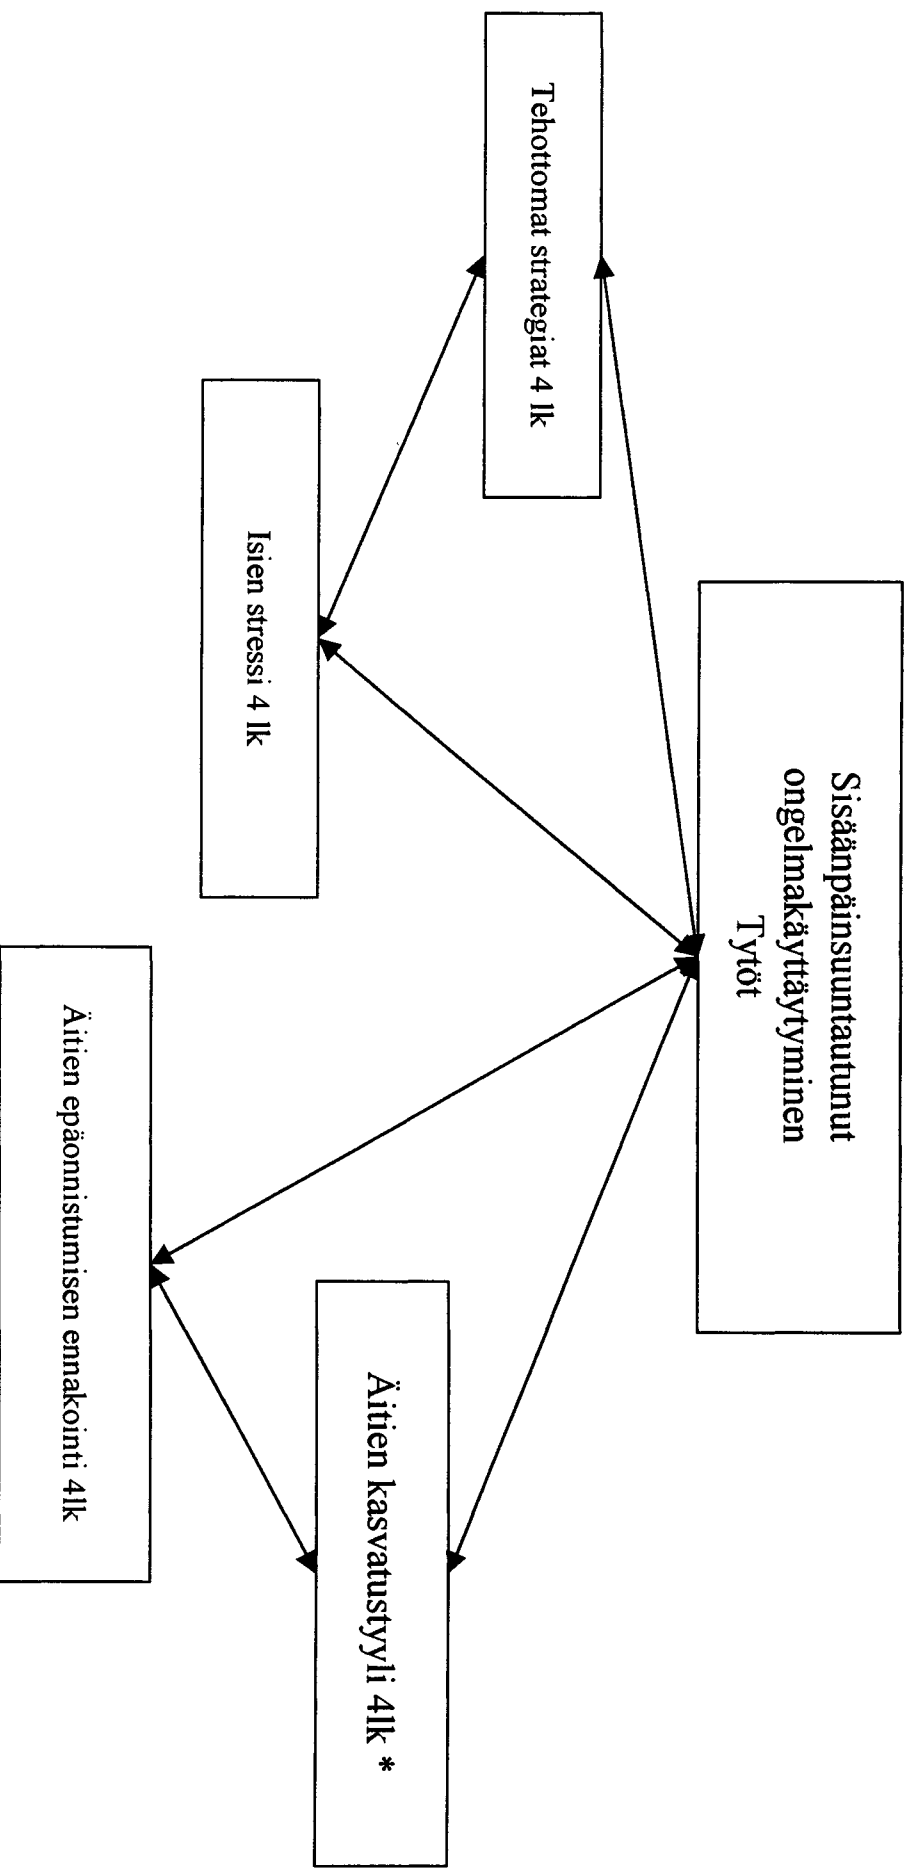 Sisäänpäinsuuntautunut
ongelmakäyttäytyminen
Tytöt
Tehottomat strategiat 4 lk
Äitien kasvatustyyli 4lk *
Isien stressi 4 lk
Äitien epäonnistumisen ennakointi 4lk